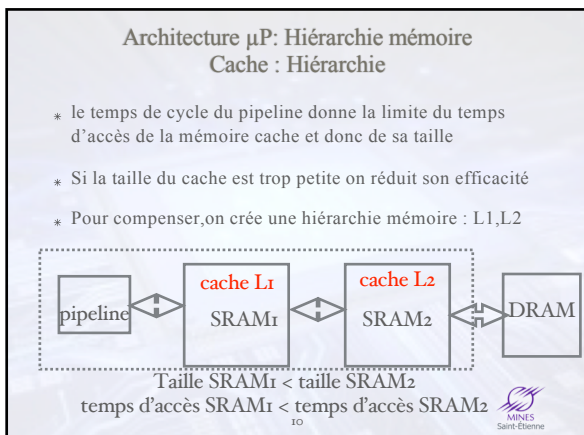 Architecture µP: Hiérarchie mémoire
Cache : Hiérarchie
* le temps de cycle du pipeline donne la limite du temps
d'accès de la mémoire cache et donc de sa taille
* Si la taille du cache est trop petite on réduit son efficacité
* Pour compenser,on crée une hiérarchie mémoire : L1,L2
pipeline
cache L1
SRAM1
cache L2
SRAM2
DRAM
Taille SRAM1 < taille SRAM2
temps d'accès SRAM1 < temps d'accès SRAM2
10
MINES
Saint-Étienne